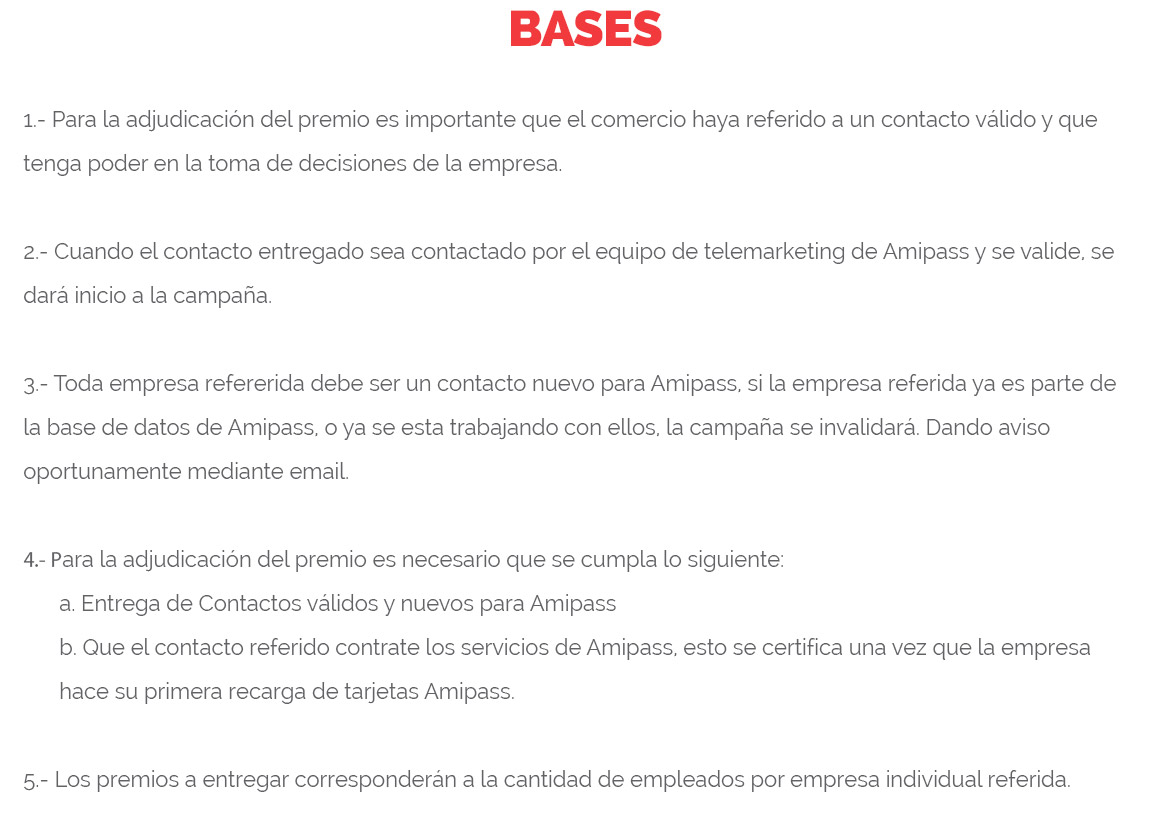 BASES
1.- Para la adjudicación del premio es importante que el comercio haya referido a un contacto válido y que
tenga poder en la toma de decisiones de la empresa.
2.- Cuando el contacto entregado sea contactado por el equipo de telemarketing de Amipass y se valide, se
dará inicio a la campaña.
3.- Toda empresa refererida debe ser un contacto nuevo para Amipass, si la empresa referida ya es parte de
la base de datos de Amipass, o ya se esta trabajando con ellos, la campaña se invalidará. Dando aviso
oportunamente mediante email.
4.- Para la adjudicación del premio es necesario que se cumpla lo siguiente:
a. Entrega de Contactos válidos y nuevos para Amipass
b. Que el contacto referido contrate los servicios de Amipass, esto se certifica una vez que la empresa
hace su primera recarga de tarjetas Amipass.
5.- Los premios a entregar corresponderán a la cantidad de empleados por empresa individual referida.